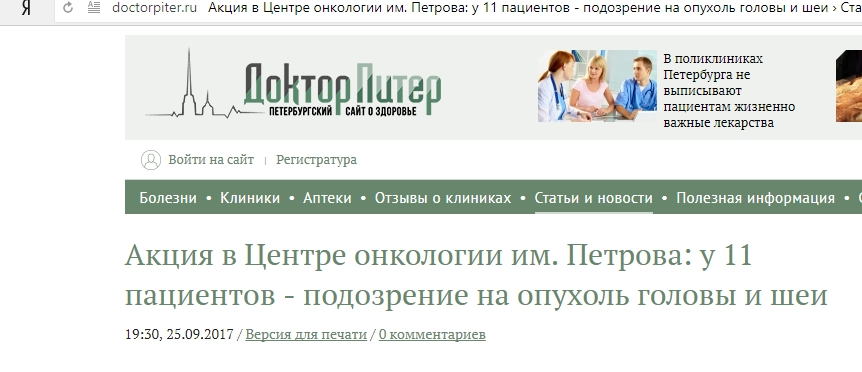 Я doctorpiter.ru Акция в Центре онкологии им. Петрова: у 11 пациентов - подозрение на опухоль головы и шеи › Ста
Доктор Питер
ПЕТЕРБУРГСКИЙ САЙТ О ЗДОРОВЬЕ
В поликлиниках
Петербурга не
выписывают
пациентам жизненно
важные лекарства
Войти на сайт | Регистратура
Болезни • Клиники • Аптеки • Отзывы о клиниках • Статьи и новости • Полезная информация •
Акция в Центре онкологии им. Петрова: у 11
пациентов - подозрение на опухоль головы и шеи
19:30, 25.09.2017 / Версия для печати / 0 комментариев